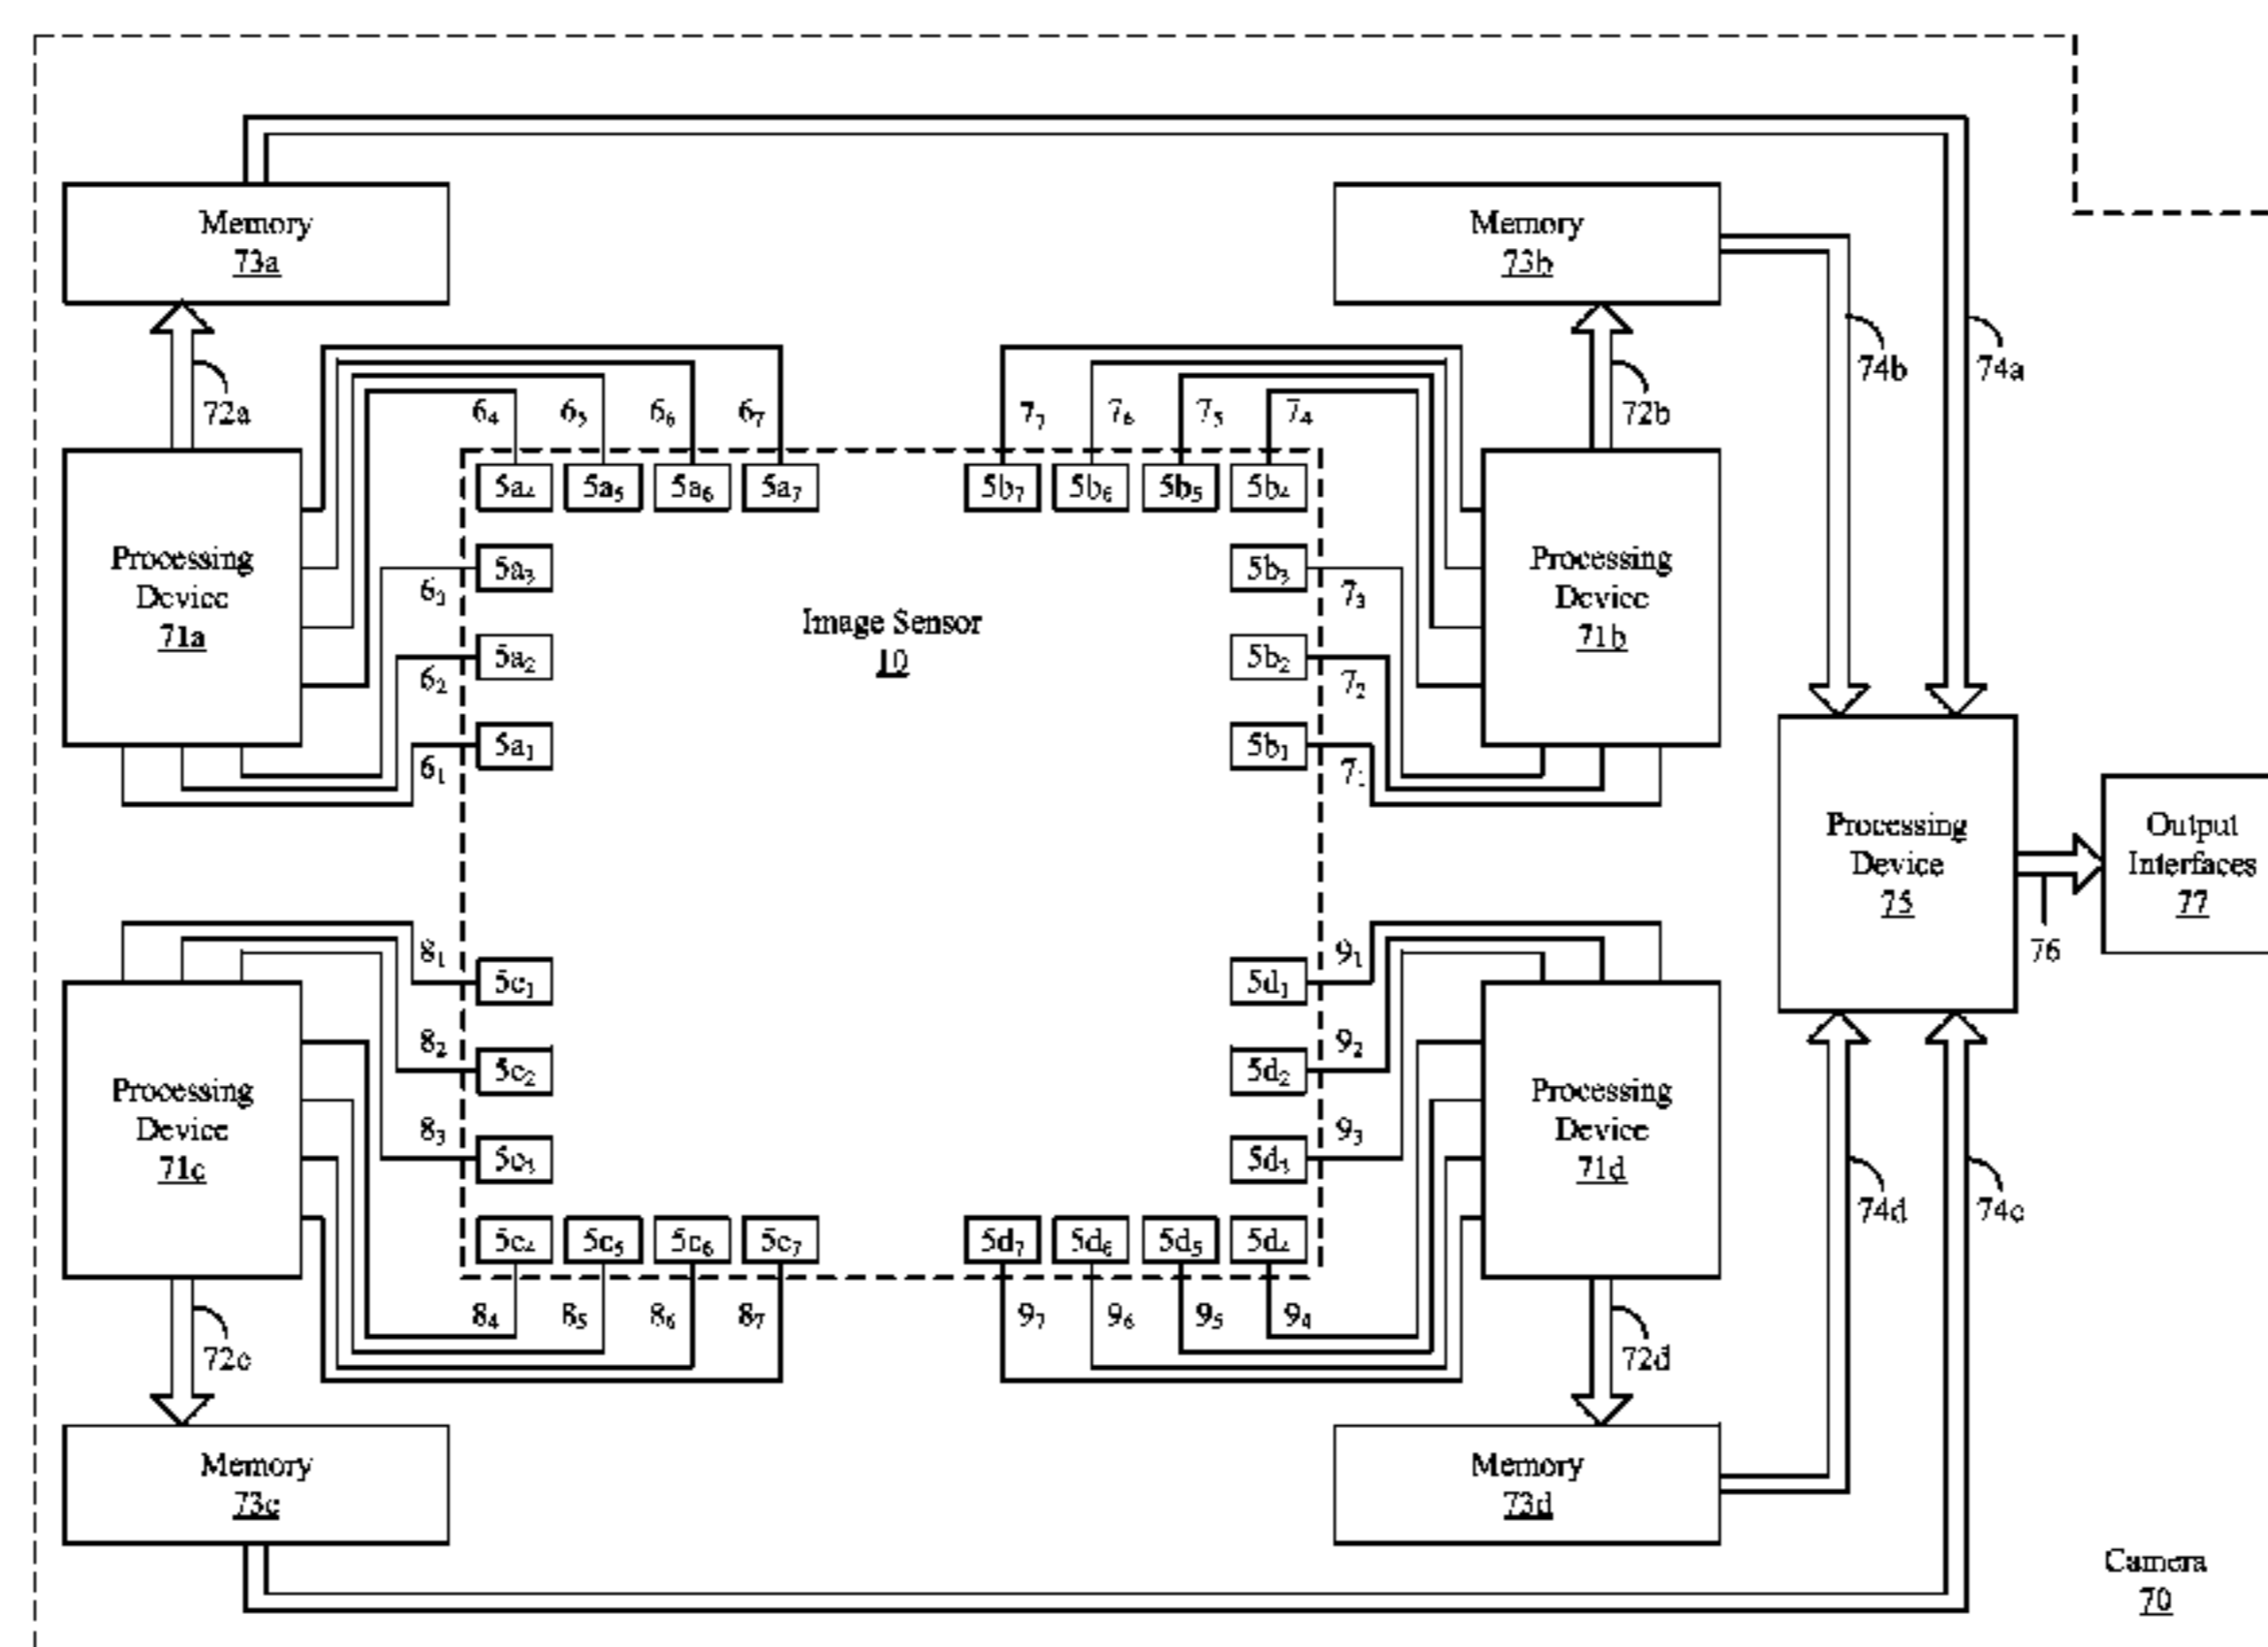 Memory
73a
Memory
73b
72a
6₄ 6₅ 6₆ 6₇
7₇ 7₆ 7₅ 7₄
72b
74b
74a
5a₄ 5a₅ 5a₆ 5a₇
5b₇ 5b₆ 5b₅ 5b₄
Processing
Device
71a
6₃
5a₃
6₂
5a₂
6₁
5a₁
Image Sensor
10
5b₃
7₃
5b₂
7₂
5b₁
7₁
Processing
Device
71b
Processing
Device
75
76
Output
Interfaces
77
8₁
5c₁
8₂
5c₂
8₃
5c₃
Processing
Device
71c
5d₁
9₁
5d₂
9₂
5d₃
9₃
Processing
Device
71d
5c₄ 5c₅ 5c₆ 5c₇
5d₇ 5d₆ 5d₅ 5d₄
74d
74c
72c
8₄ 8₅ 8₆ 8₇
9₇ 9₆ 9₅ 9₄
72d
Memory
73c
Memory
73d
Camera
70